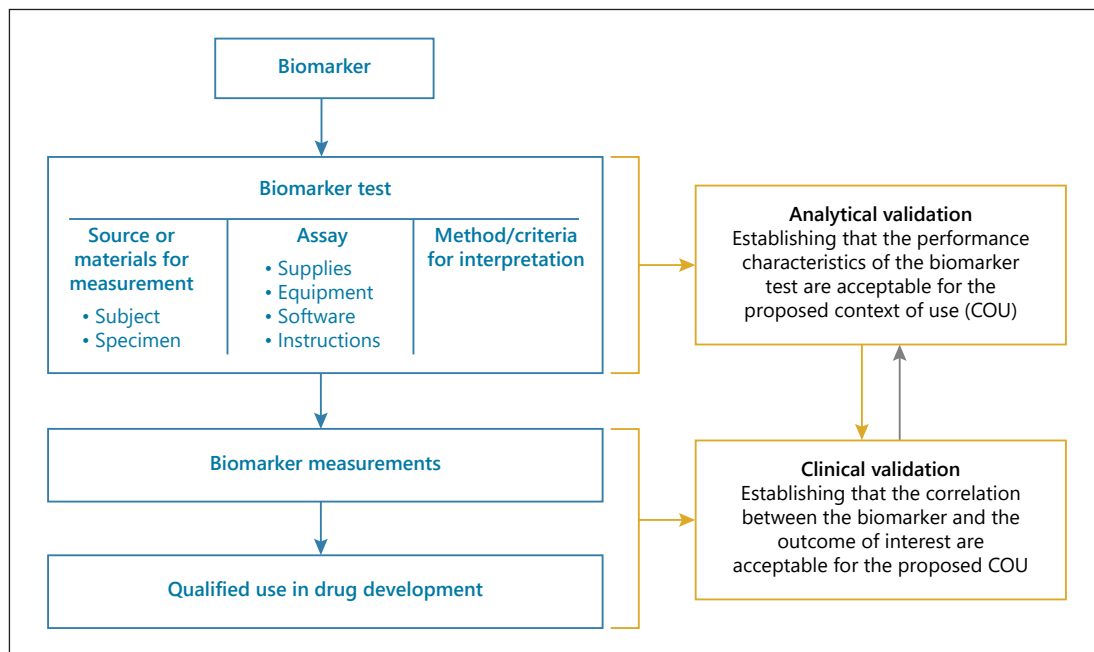 Biomarker
Biomarker test
Source or
materials for
measurement
• Subject
• Specimen
Assay
• Supplies
• Equipment
• Software
• Instructions
Method/criteria
for interpretation
Biomarker measurements
Qualified use in drug development
Analytical validation
Establishing that the performance
characteristics of the biomarker
test are acceptable for the
proposed context of use (COU)
Clinical validation
Establishing that the correlation
between the biomarker and the
outcome of interest are
acceptable for the proposed COU